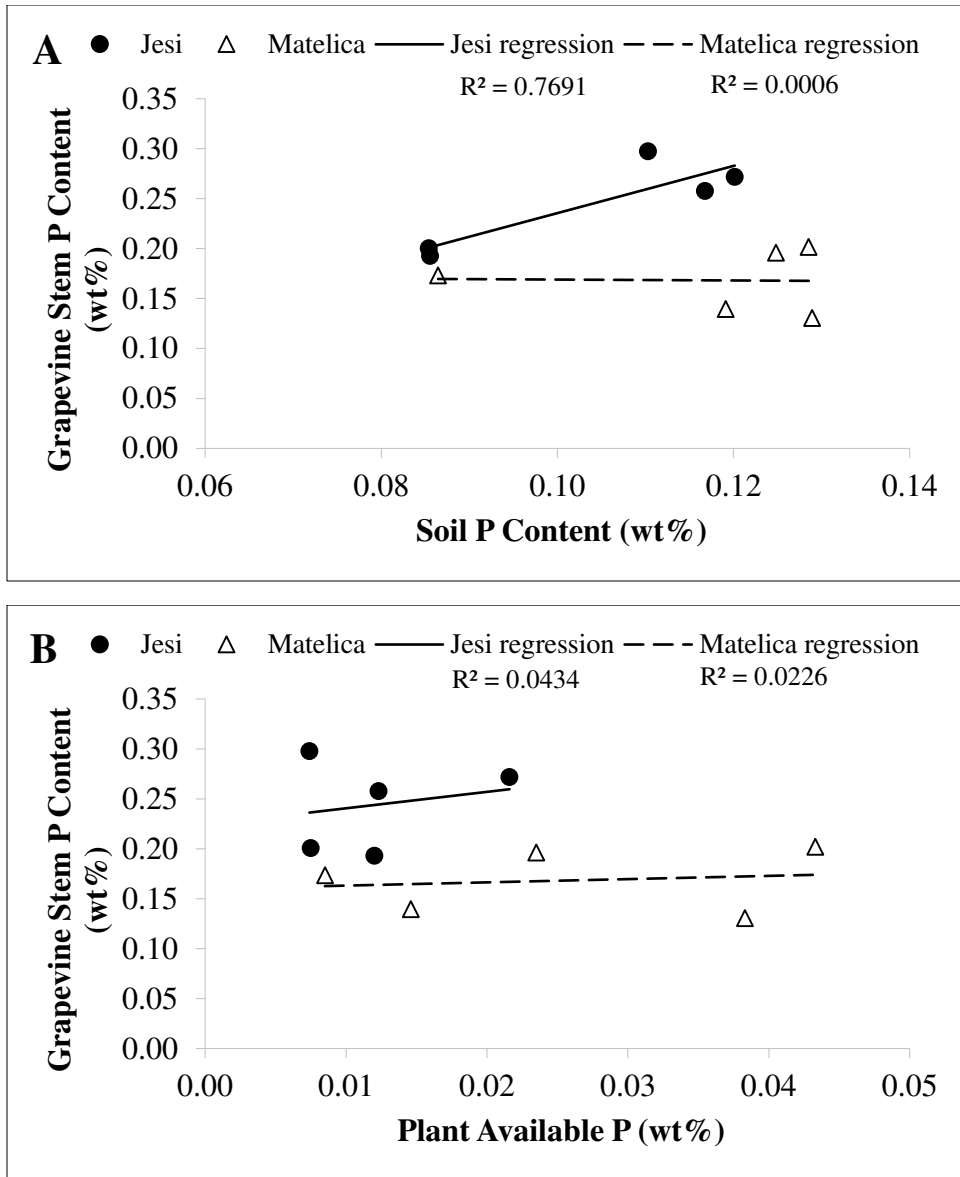 A
Jesi Matelica Jesi regression Matelica regression
R² = 0.7691 R² = 0.0006
Grapevine Stem P Content
(wt%)
0.35
0.30
0.25
0.20
0.15
0.10
0.05
0.00
0.06 0.08 0.10 0.12 0.14
Soil P Content (wt%)
B
Jesi Matelica Jesi regression Matelica regression
R² = 0.0434 R² = 0.0226
Grapevine Stem P Content
(wt%)
0.35
0.30
0.25
0.20
0.15
0.10
0.05
0.00
0.00 0.01 0.02 0.03 0.04 0.05
Plant Available P (wt%)